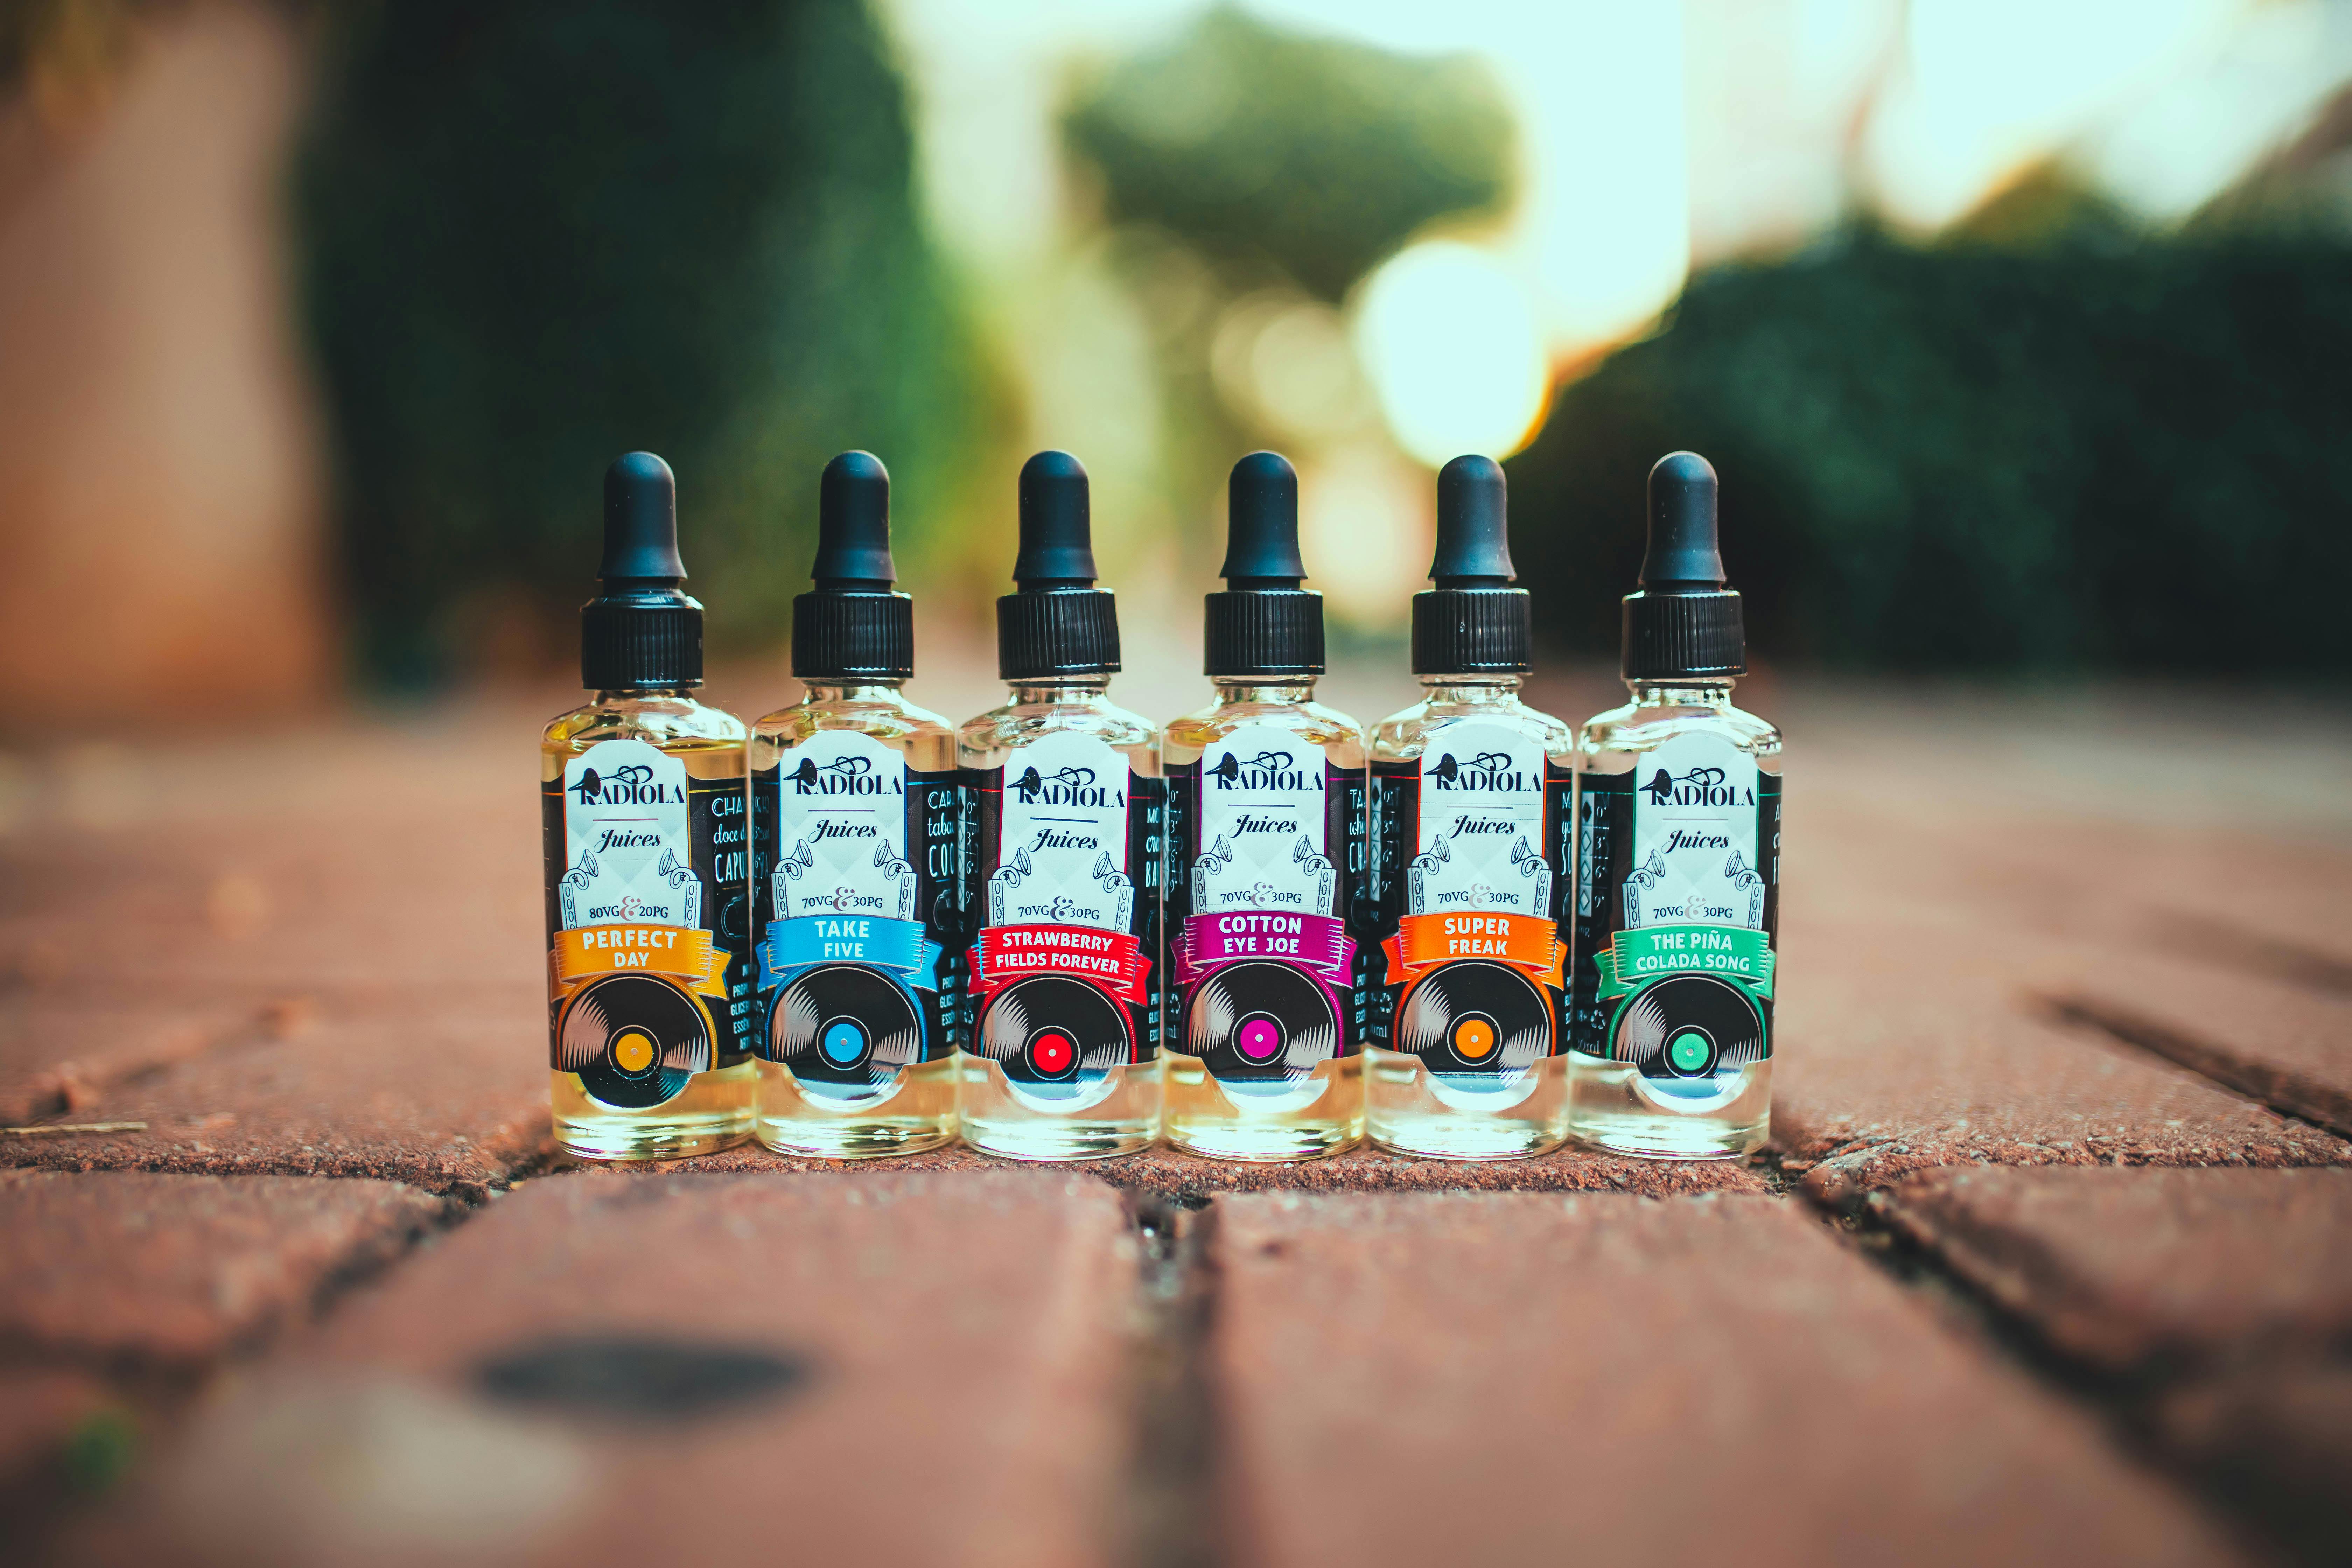 RADIOLA
Juices
80VG & 20PG
PERFECT
DAY
doce
RADIOLA
Juices
70VG & 30PG
TAKE
FIVE
RADIOLA
Juices
70VG & 30PG
STRAWBERRY
FIELDS FOREVER
RADIOLA
Juices
70VG & 30PG
COTTON
EYE JOE
RADIOLA
Juices
70VG & 30PG
SUPER
FREAK
RADIOLA
Juices
70VG & 30PG
THE PIÑA
COLADA SONG